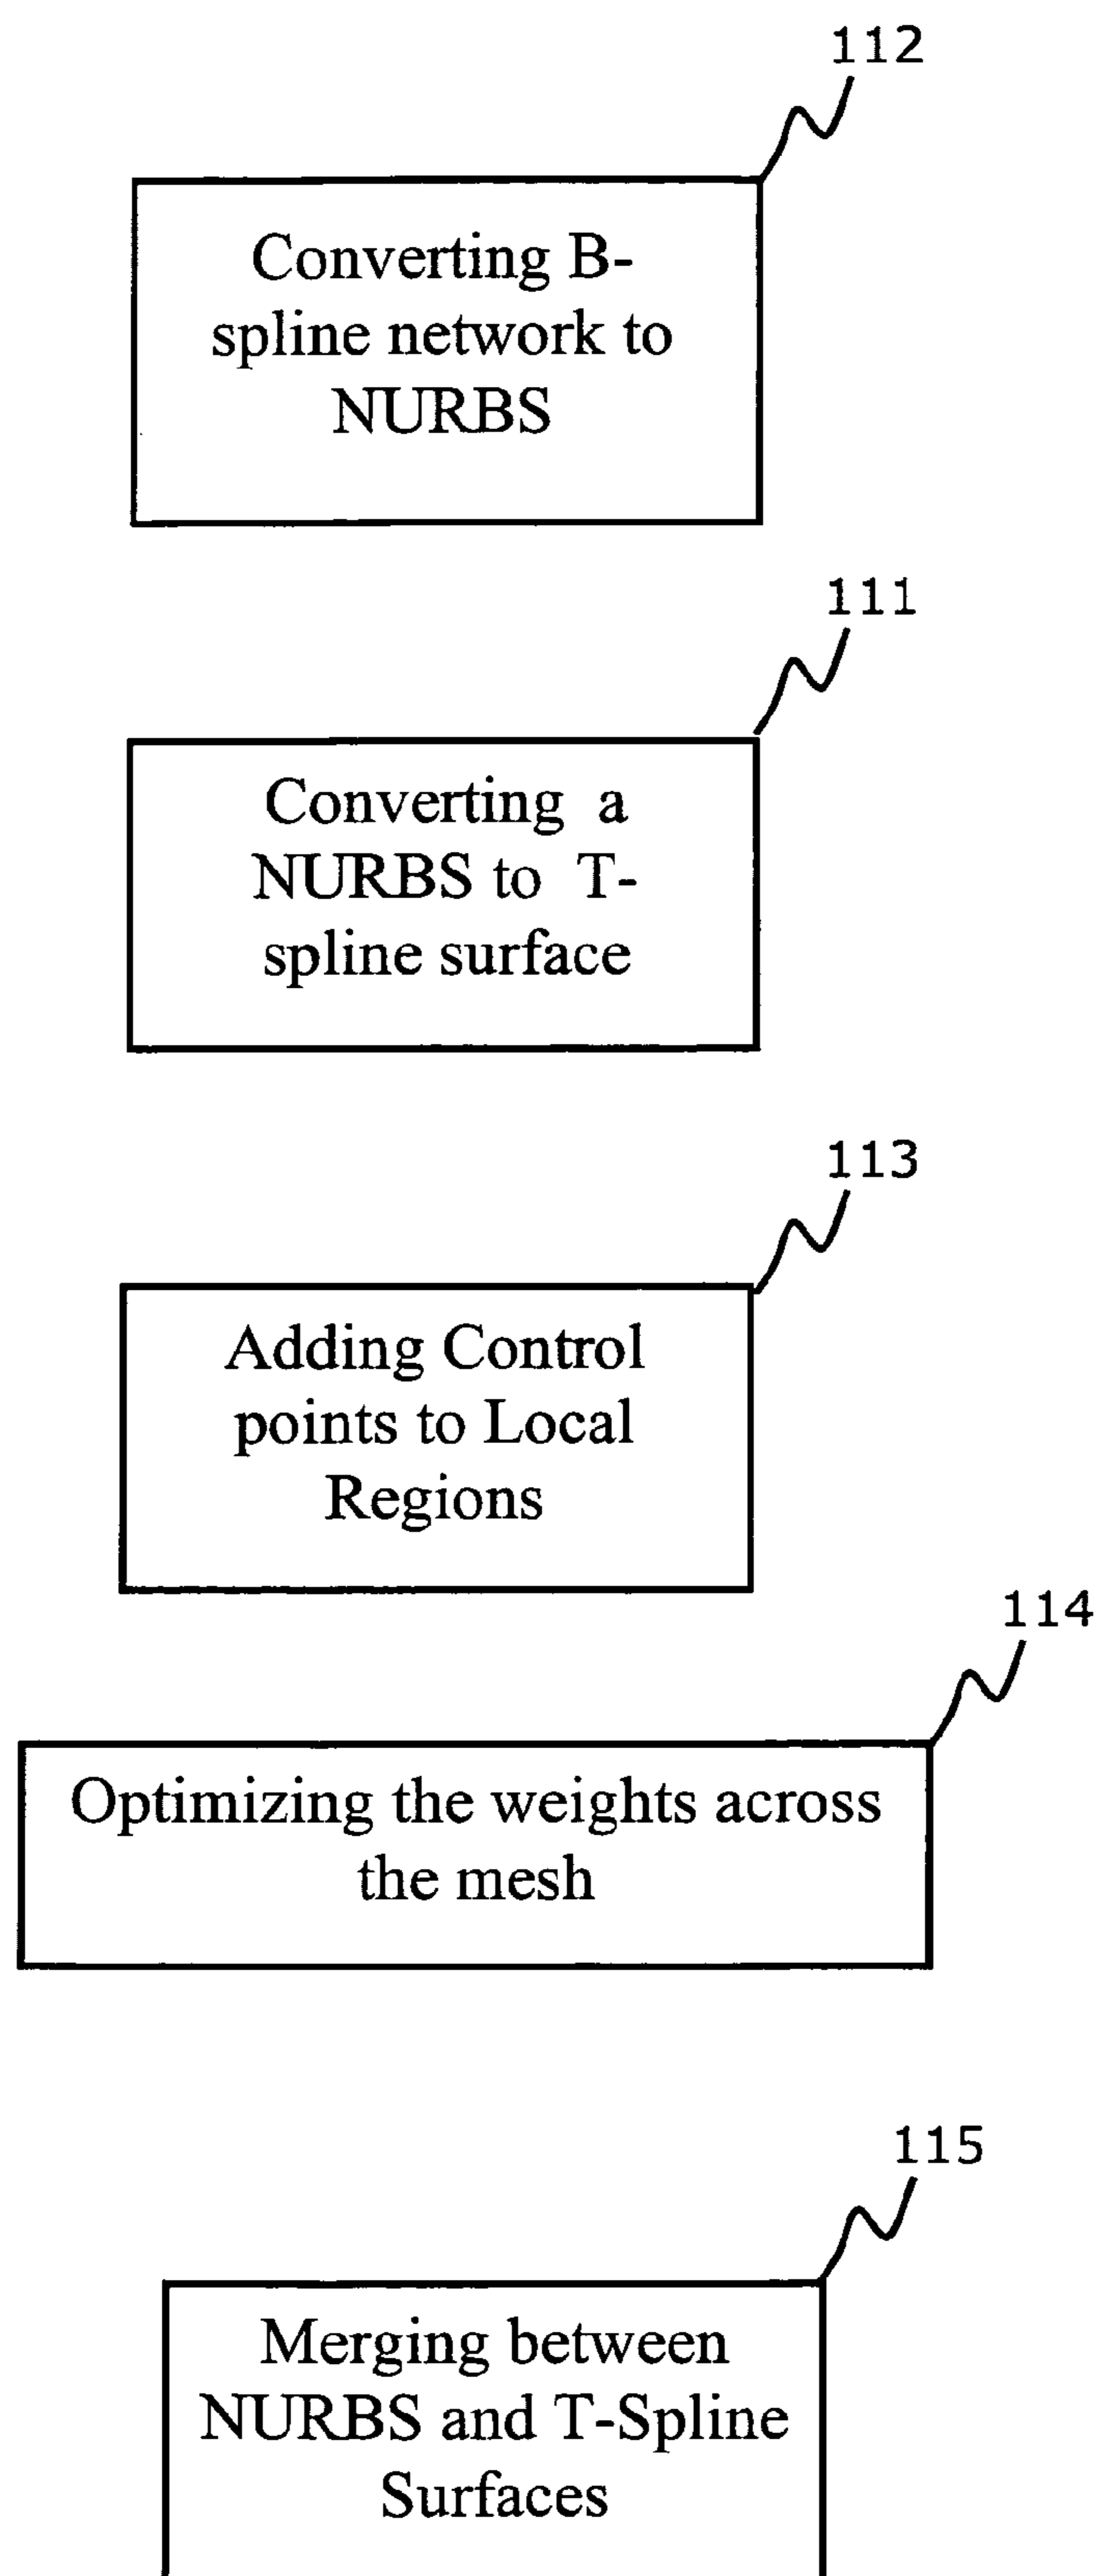 112
Converting B-
spline network to
NURBS
111
Converting a
NURBS to T-
spline surface
113
Adding Control
points to Local
Regions
114
Optimizing the weights across
the mesh
115
Merging between
NURBS and T-Spline
Surfaces